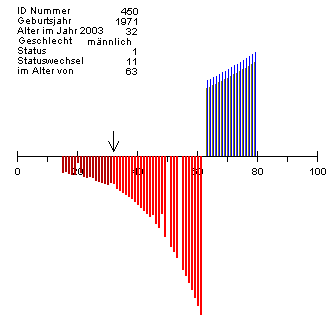 ID Nummer 450
Geburtsjahr 1971
Alter im Jahr 2003 32
Geschlecht männlich
Status 1
Statuswechsel 11
im Alter von 63
0 20 40 60 80 100